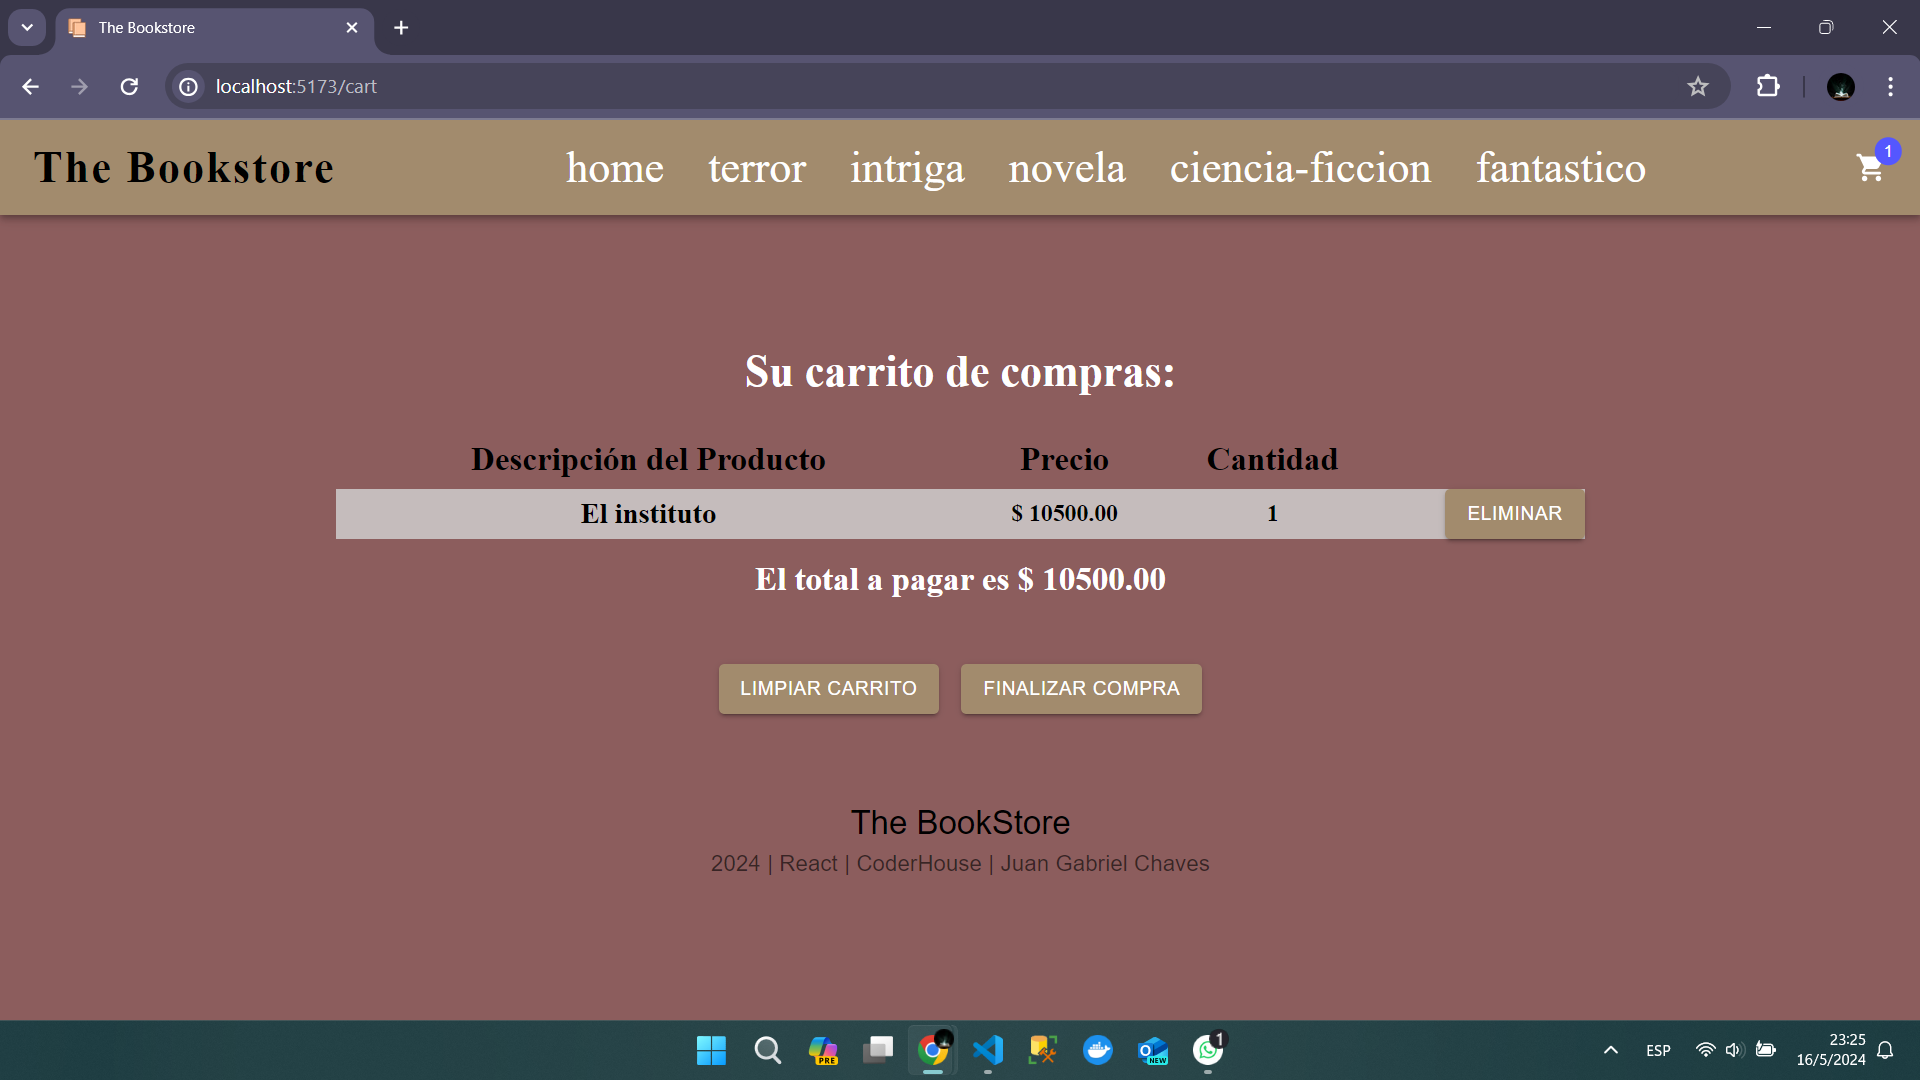 The Bookstore
localhost:5173/cart
The Bookstore home terror intriga novela ciencia-ficcion fantastico 1
Su carrito de compras:
Descripción del Producto Precio Cantidad
El instituto $ 10500.00 1 ELIMINAR
El total a pagar es $ 10500.00
LIMPIAR CARRITO FINALIZAR COMPRA
The BookStore
2024 | React | CoderHouse | Juan Gabriel Chaves
PRE NEW 1 ESP 23:25
16/5/2024